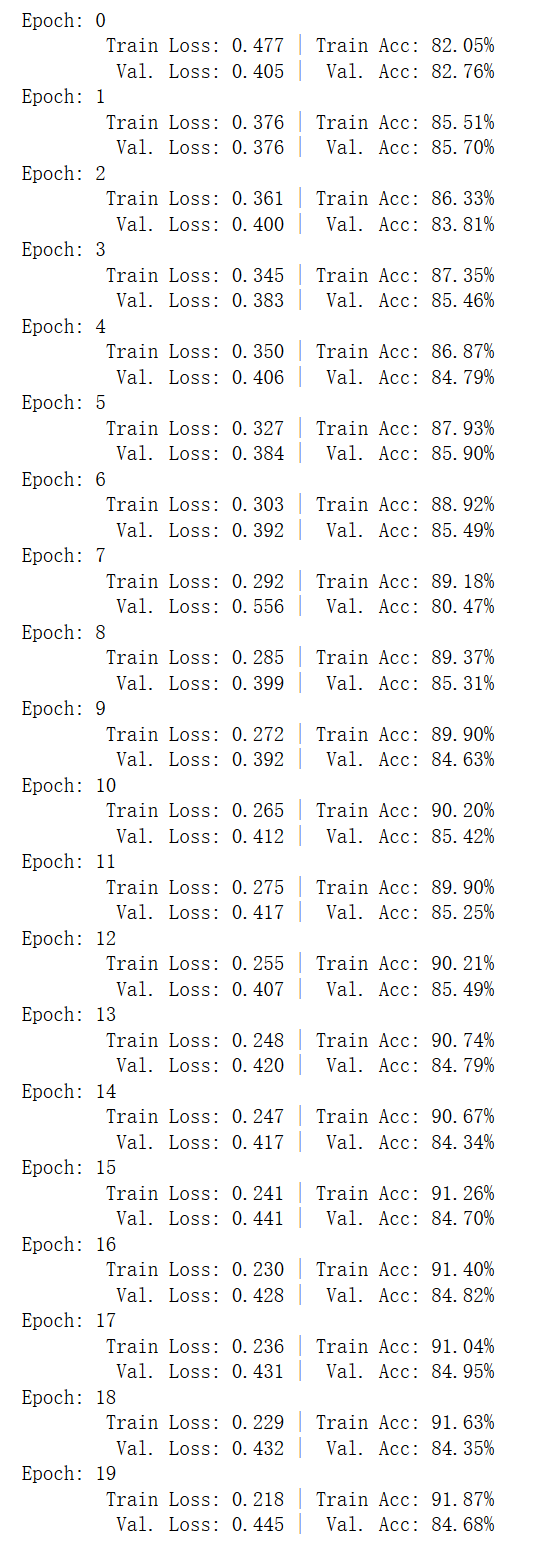 Epoch: 0
Train Loss: 0.477 | Train Acc: 82.05%
Val. Loss: 0.405 | Val. Acc: 82.76%
Epoch: 1
Train Loss: 0.376 | Train Acc: 85.51%
Val. Loss: 0.376 | Val. Acc: 85.70%
Epoch: 2
Train Loss: 0.361 | Train Acc: 86.33%
Val. Loss: 0.400 | Val. Acc: 83.81%
Epoch: 3
Train Loss: 0.345 | Train Acc: 87.35%
Val. Loss: 0.383 | Val. Acc: 85.46%
Epoch: 4
Train Loss: 0.350 | Train Acc: 86.87%
Val. Loss: 0.406 | Val. Acc: 84.79%
Epoch: 5
Train Loss: 0.327 | Train Acc: 87.93%
Val. Loss: 0.384 | Val. Acc: 85.90%
Epoch: 6
Train Loss: 0.303 | Train Acc: 88.92%
Val. Loss: 0.392 | Val. Acc: 85.49%
Epoch: 7
Train Loss: 0.292 | Train Acc: 89.18%
Val. Loss: 0.556 | Val. Acc: 80.47%
Epoch: 8
Train Loss: 0.285 | Train Acc: 89.37%
Val. Loss: 0.399 | Val. Acc: 85.31%
Epoch: 9
Train Loss: 0.272 | Train Acc: 89.90%
Val. Loss: 0.392 | Val. Acc: 84.63%
Epoch: 10
Train Loss: 0.265 | Train Acc: 90.20%
Val. Loss: 0.412 | Val. Acc: 85.42%
Epoch: 11
Train Loss: 0.275 | Train Acc: 89.90%
Val. Loss: 0.417 | Val. Acc: 85.25%
Epoch: 12
Train Loss: 0.255 | Train Acc: 90.21%
Val. Loss: 0.407 | Val. Acc: 85.49%
Epoch: 13
Train Loss: 0.248 | Train Acc: 90.74%
Val. Loss: 0.420 | Val. Acc: 84.79%
Epoch: 14
Train Loss: 0.247 | Train Acc: 90.67%
Val. Loss: 0.417 | Val. Acc: 84.34%
Epoch: 15
Train Loss: 0.241 | Train Acc: 91.26%
Val. Loss: 0.441 | Val. Acc: 84.70%
Epoch: 16
Train Loss: 0.230 | Train Acc: 91.40%
Val. Loss: 0.428 | Val. Acc: 84.82%
Epoch: 17
Train Loss: 0.236 | Train Acc: 91.04%
Val. Loss: 0.431 | Val. Acc: 84.95%
Epoch: 18
Train Loss: 0.229 | Train Acc: 91.63%
Val. Loss: 0.432 | Val. Acc: 84.35%
Epoch: 19
Train Loss: 0.218 | Train Acc: 91.87%
Val. Loss: 0.445 | Val. Acc: 84.68%